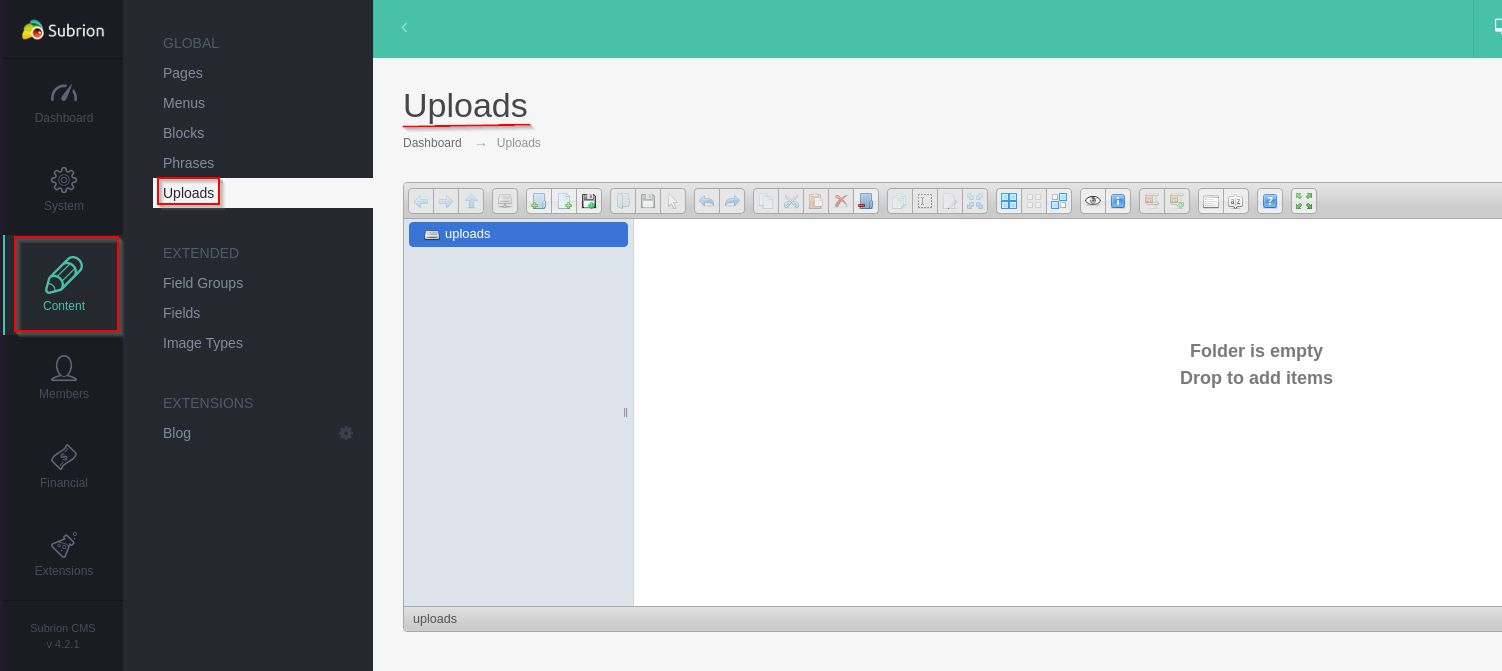 Subrion
Dashboard
System
Content
Members
Financial
Extensions
Subrion CMS
v 4.2.1
GLOBAL
Pages
Menus
Blocks
Phrases
Uploads
EXTENDED
Field Groups
Fields
Image Types
EXTENSIONS
Blog
Uploads
Dashboard → Uploads
uploads
Folder is empty
Drop to add items
uploads